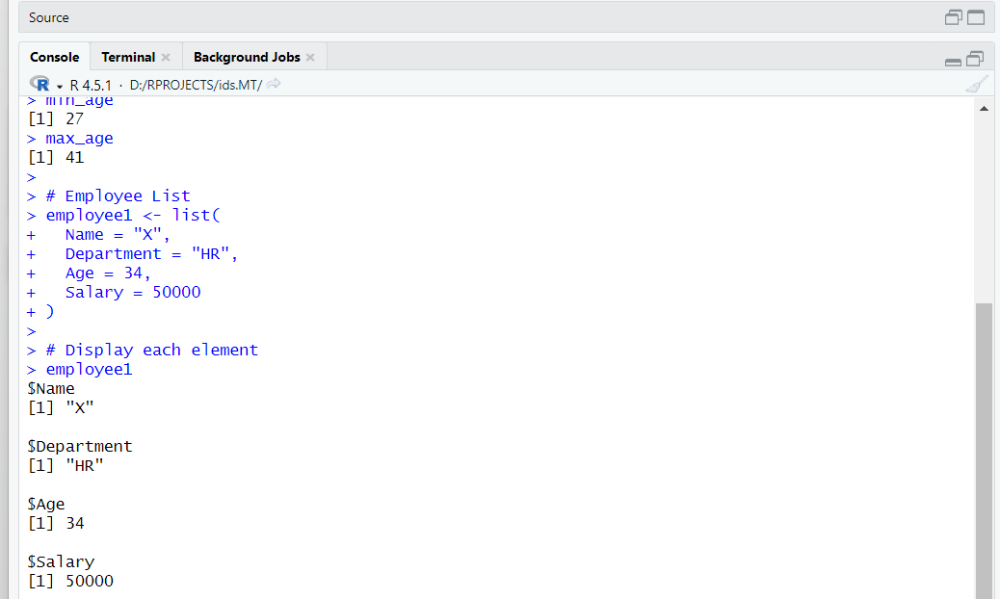 Source
Console Terminal Background Jobs
R 4.5.1 · D:/RPROJECTS/ids.MT/
> min_age
[1] 27
> max_age
[1] 41
>
> # Employee List
> employee1 <- list(
+   Name = "X",
+   Department = "HR",
+   Age = 34,
+   Salary = 50000
+ )
>
> # Display each element
> employee1
$Name
[1] "X"

$Department
[1] "HR"

$Age
[1] 34

$Salary
[1] 50000